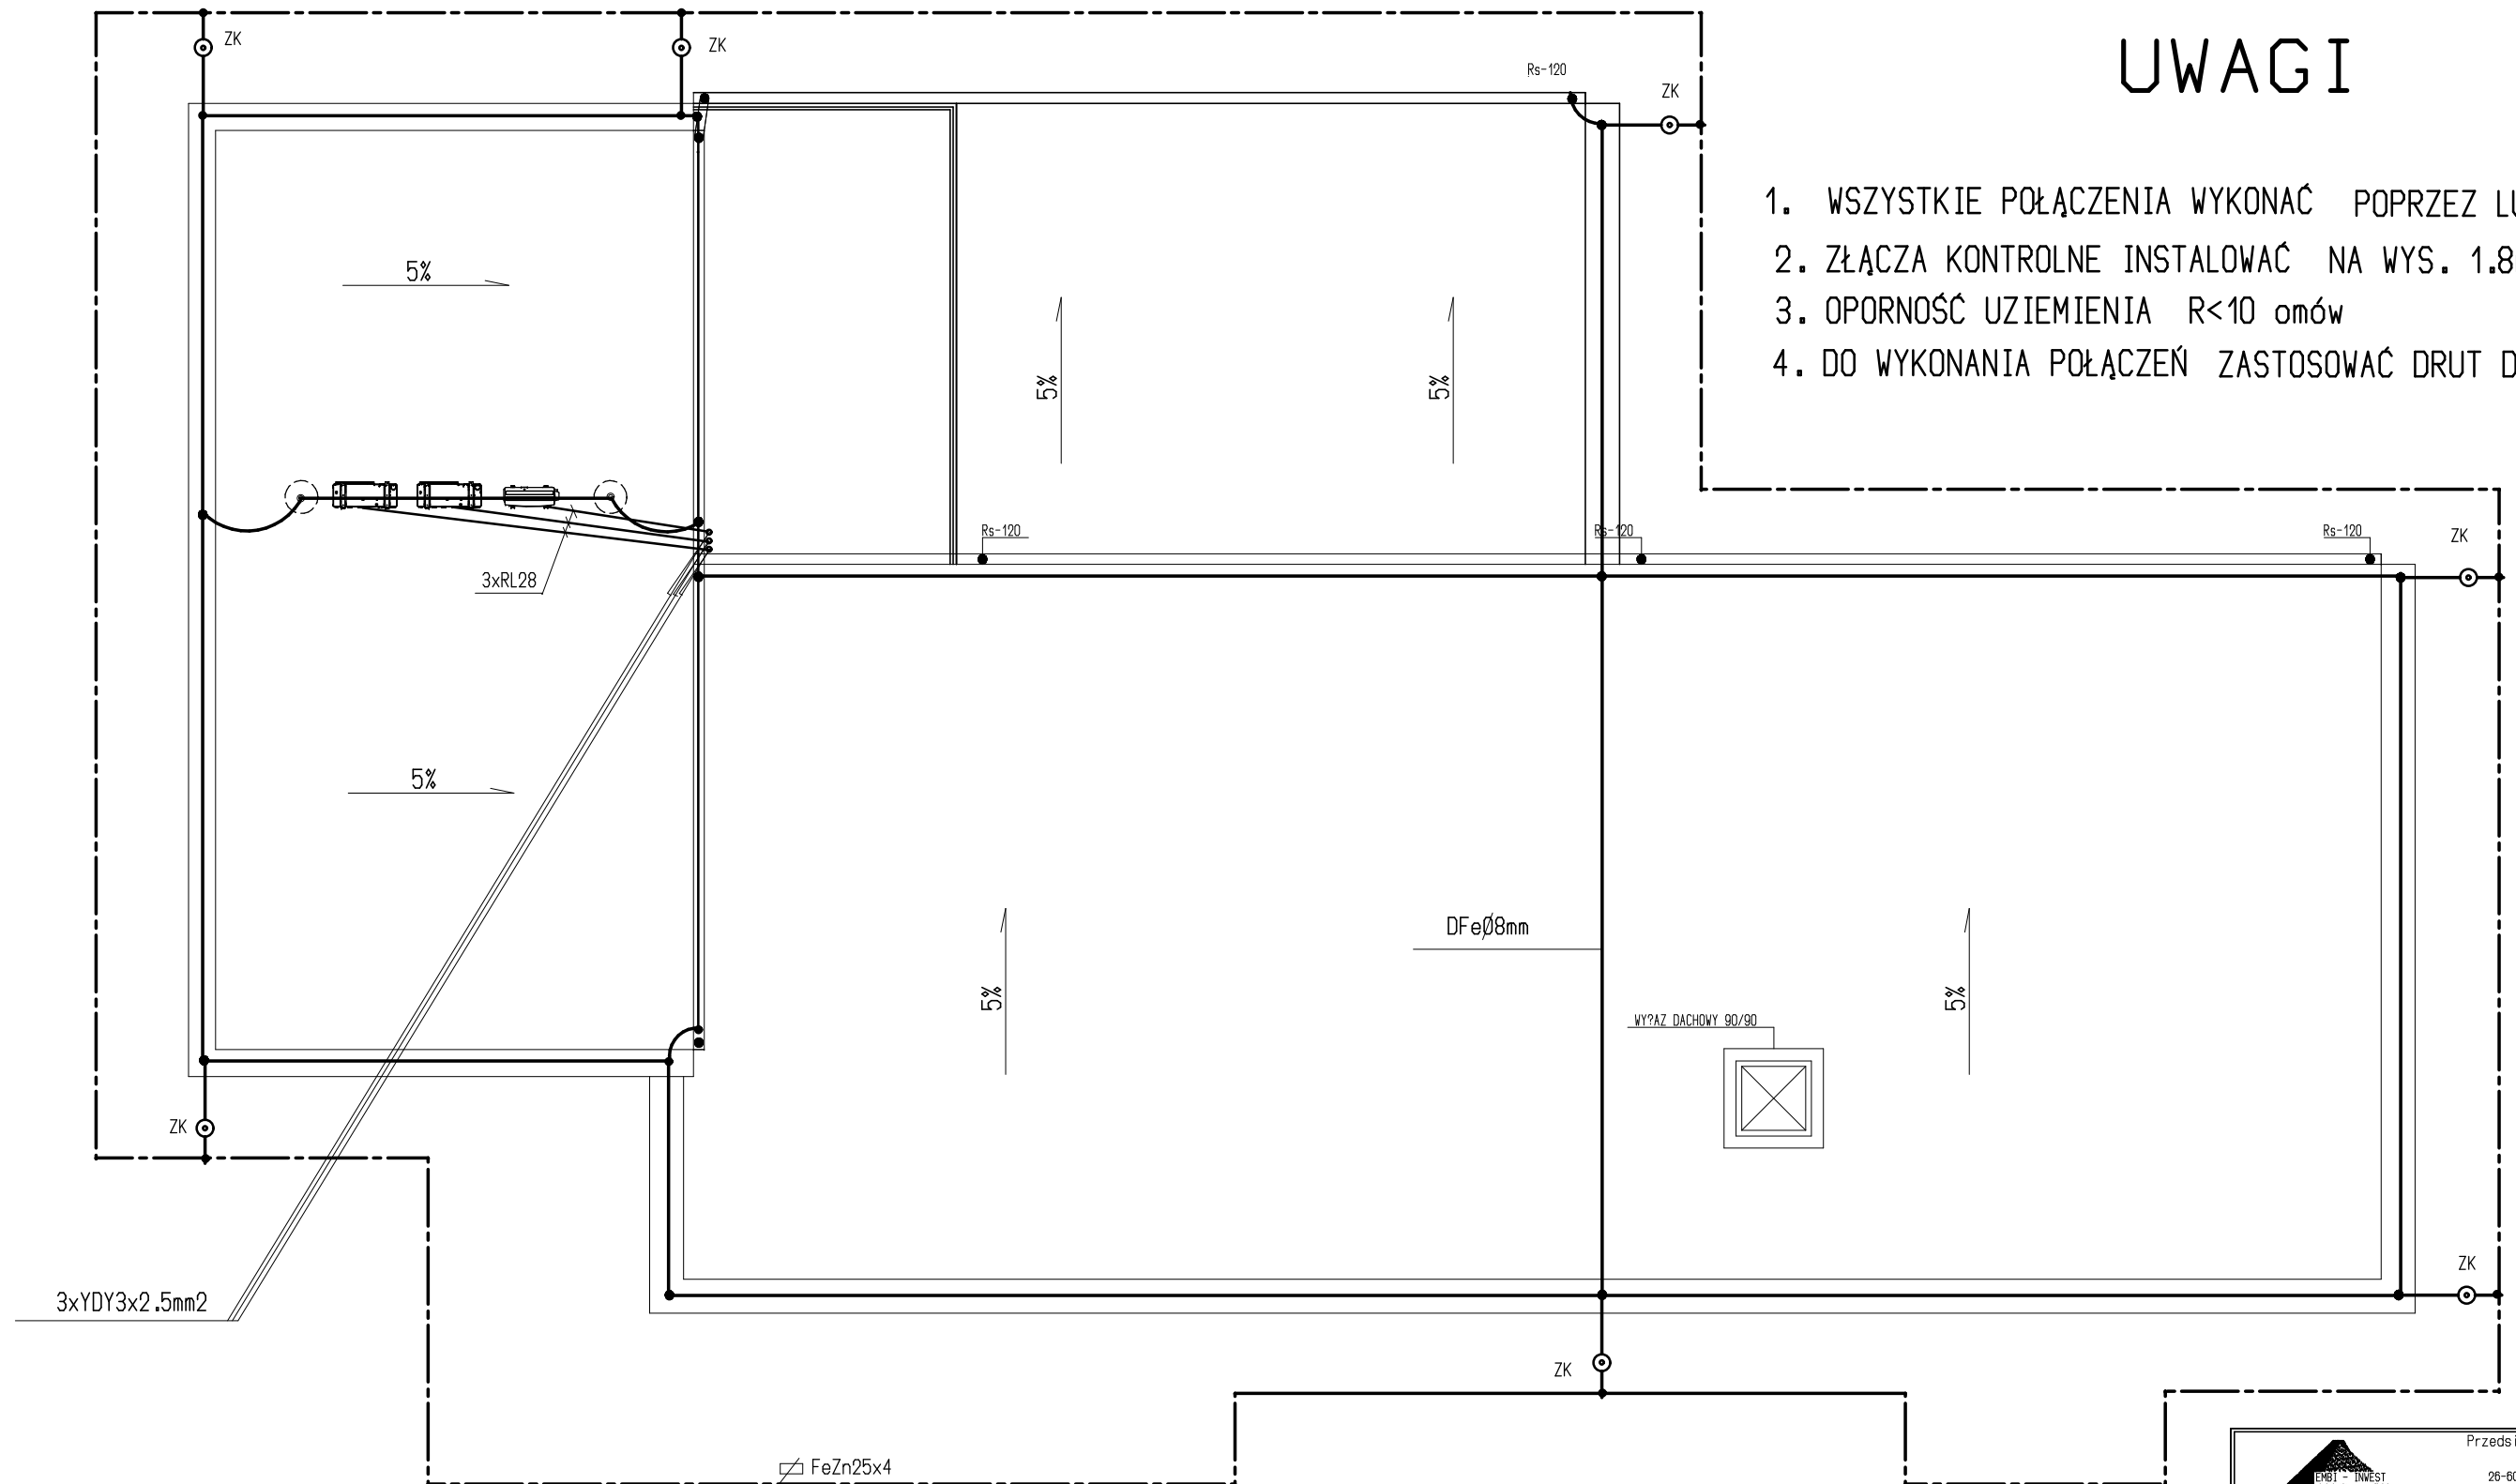 ZK
ZK
UWAGI
Rs-120
ZK
1. WSZYSTKIE POŁĄCZENIA WYKONAĆ POPRZEZ
2. ZŁĄCZA KONTROLNE INSTALOWAĆ NA WYS. 1.8
3. OPORNOŚĆ UZIEMIENIA R<10 omów
4. DO WYKONANIA POŁĄCZEŃ ZASTOSOWAĆ DRUT
5%
5%
5%
Rs-120
Rs-120
Rs-120
ZK
3xRL28
5%
DFeØ8mm
5%
5%
WY?AZ DACHOWY 90/90
ZK
ZK
3xYDY3x2.5mm2
ZK
FeZn25x4
EMBI - INWEST